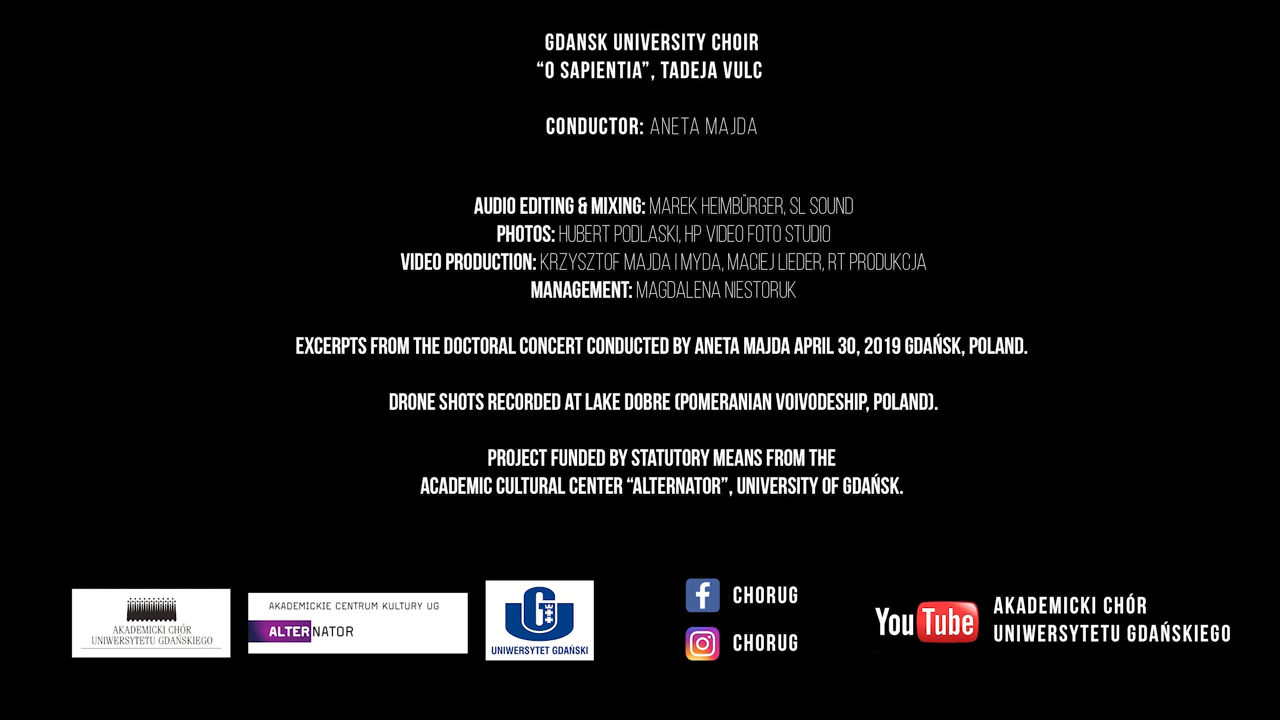 GDANSK UNIVERSITY CHOIR
“O SAPIENTIA”, TADEJA VULC
CONDUCTOR: ANETA MAJDA
AUDIO EDITING & MIXING: MAREK HEIMBÜRGER, SL SOUND
PHOTOS: HUBERT PODLASKI, HP VIDEO FOTO STUDIO
VIDEO PRODUCTION: KRZYSZTOF MAJDA I MYDA, MACIEJ LIEDER, RT PRODUKCJA
MANAGEMENT: MAGDALENA NIESTORUK
EXCERPTS FROM THE DOCTORAL CONCERT CONDUCTED BY ANETA MAJDA APRIL 30, 2019 GDAŃSK, POLAND.
DRONE SHOTS RECORDED AT LAKE DOBRE (POMERANIAN VOIVODESHIP, POLAND).
PROJECT FUNDED BY STATUTORY MEANS FROM THE
ACADEMIC CULTURAL CENTER “ALTERNATOR”, UNIVERSITY OF GDAŃSK.
AKADEMICKI CHÓR
UNIWERSYTETU GDAŃSKIEGO
AKADEMICKIE CENTRUM KULTURY UG
ALTERNATOR
UNIWERSYTET GDAŃSKI
CHORUG
CHORUG
YouTube
AKADEMICKI CHÓR
UNIWERSYTETU GDAŃSKIEGO